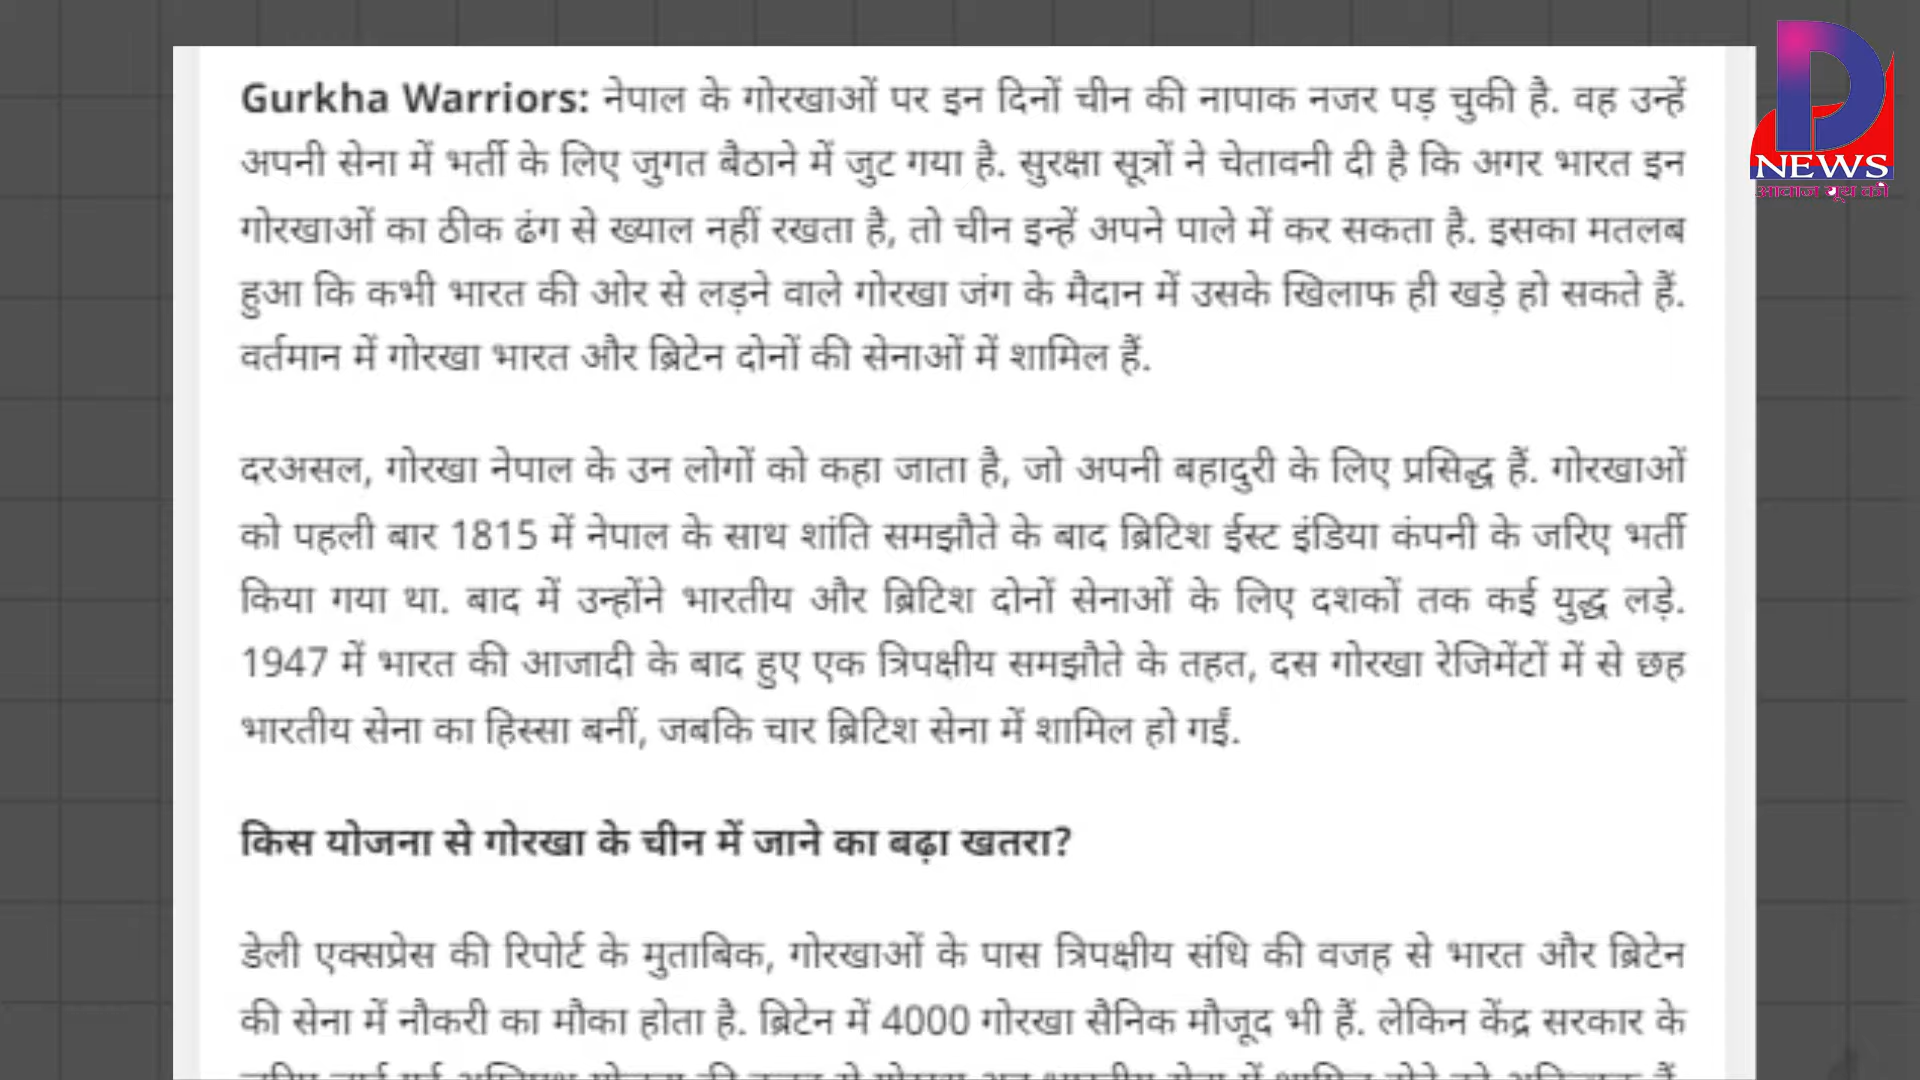 Gurkha Warriors: नेपाल के गोरखाओं पर इन दिनों चीन की नापाक नजर पड़ चुकी है. वह उन्हें
अपनी सेना में भर्ती के लिए जुगत बैठाने में जुट गया है. सुरक्षा सूत्रों ने चेतावनी दी है कि अगर भारत इन
गोरखाओं का ठीक ढंग से ख्याल नहीं रखता है, तो चीन इन्हें अपने पाले में कर सकता है. इसका मतलब
हुआ कि कभी भारत की ओर से लड़ने वाले गोरखा जंग के मैदान में उसके खिलाफ ही खड़े हो सकते हैं.
वर्तमान में गोरखा भारत और ब्रिटेन दोनों की सेनाओं में शामिल हैं.
दरअसल, गोरखा नेपाल के उन लोगों को कहा जाता है, जो अपनी बहादुरी के लिए प्रसिद्ध हैं. गोरखाओं
को पहली बार 1815 में नेपाल के साथ शांति समझौते के बाद ब्रिटिश ईस्ट इंडिया कंपनी के जरिए भर्ती
किया गया था. बाद में उन्होंने भारतीय और ब्रिटिश दोनों सेनाओं के लिए दशकों तक कई युद्ध लड़े.
1947 में भारत की आजादी के बाद हुए एक त्रिपक्षीय समझौते के तहत, दस गोरखा रेजिमेंटों में से छह
भारतीय सेना का हिस्सा बनीं, जबकि चार ब्रिटिश सेना में शामिल हो गईं.
किस योजना से गोरखा के चीन में जाने का बढ़ा खतरा?
डेली एक्सप्रेस की रिपोर्ट के मुताबिक, गोरखाओं के पास त्रिपक्षीय संधि की वजह से भारत और ब्रिटेन
की सेना में नौकरी का मौका होता है. ब्रिटेन में 4000 गोरखा सैनिक मौजूद भी हैं. लेकिन केंद्र सरकार के
D
NEWS
आवाज यूथ की